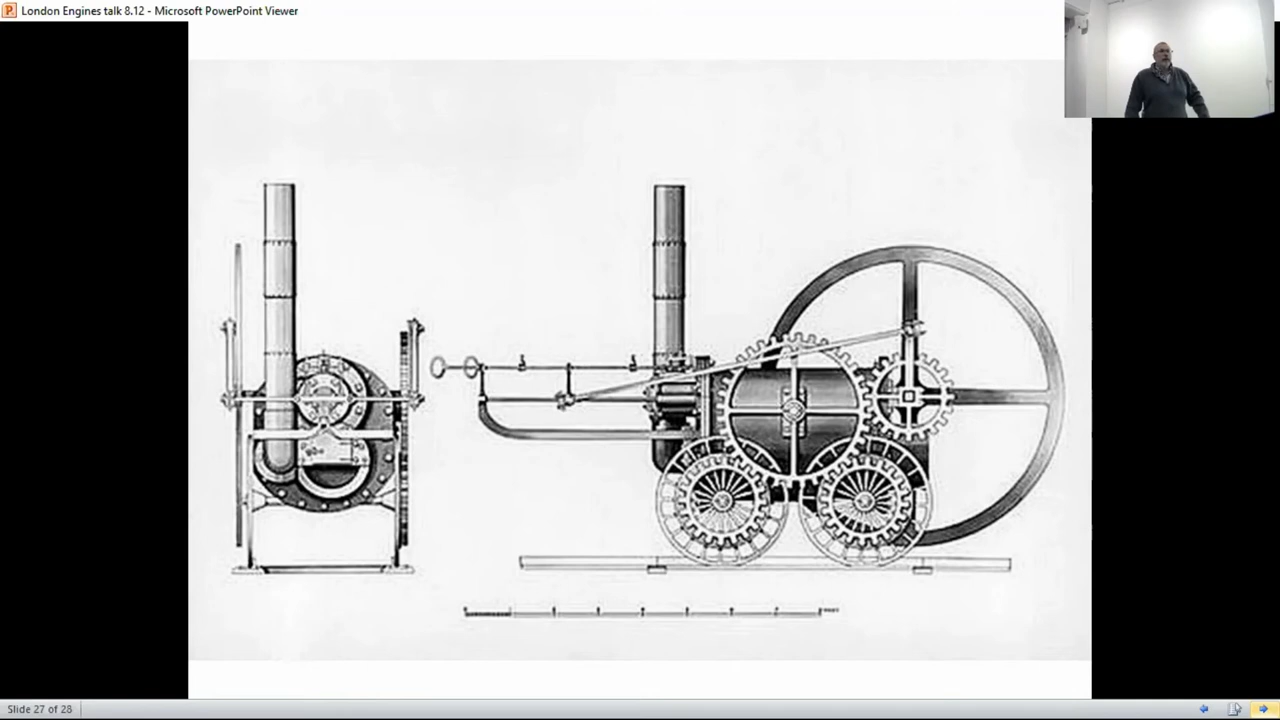 London Engines talk 8.12 - Microsoft PowerPoint Viewer
Slide 27 of 28